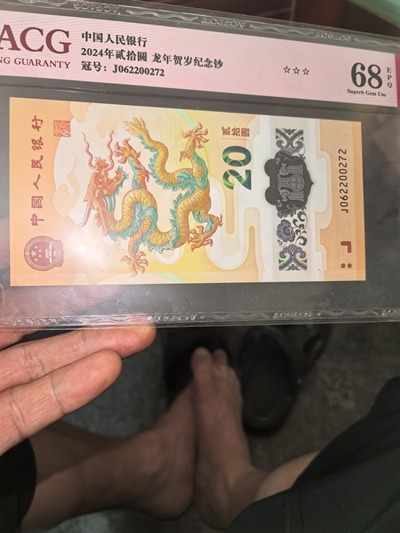 ACG
NG GUARANTY
中国人民银行
2024年贰拾圆 龙年贺岁纪念钞
冠号: J062200272
☆☆☆
68
EPQ
Superb Gem Unc
中国人民银行
贰拾圆
20
J062200272